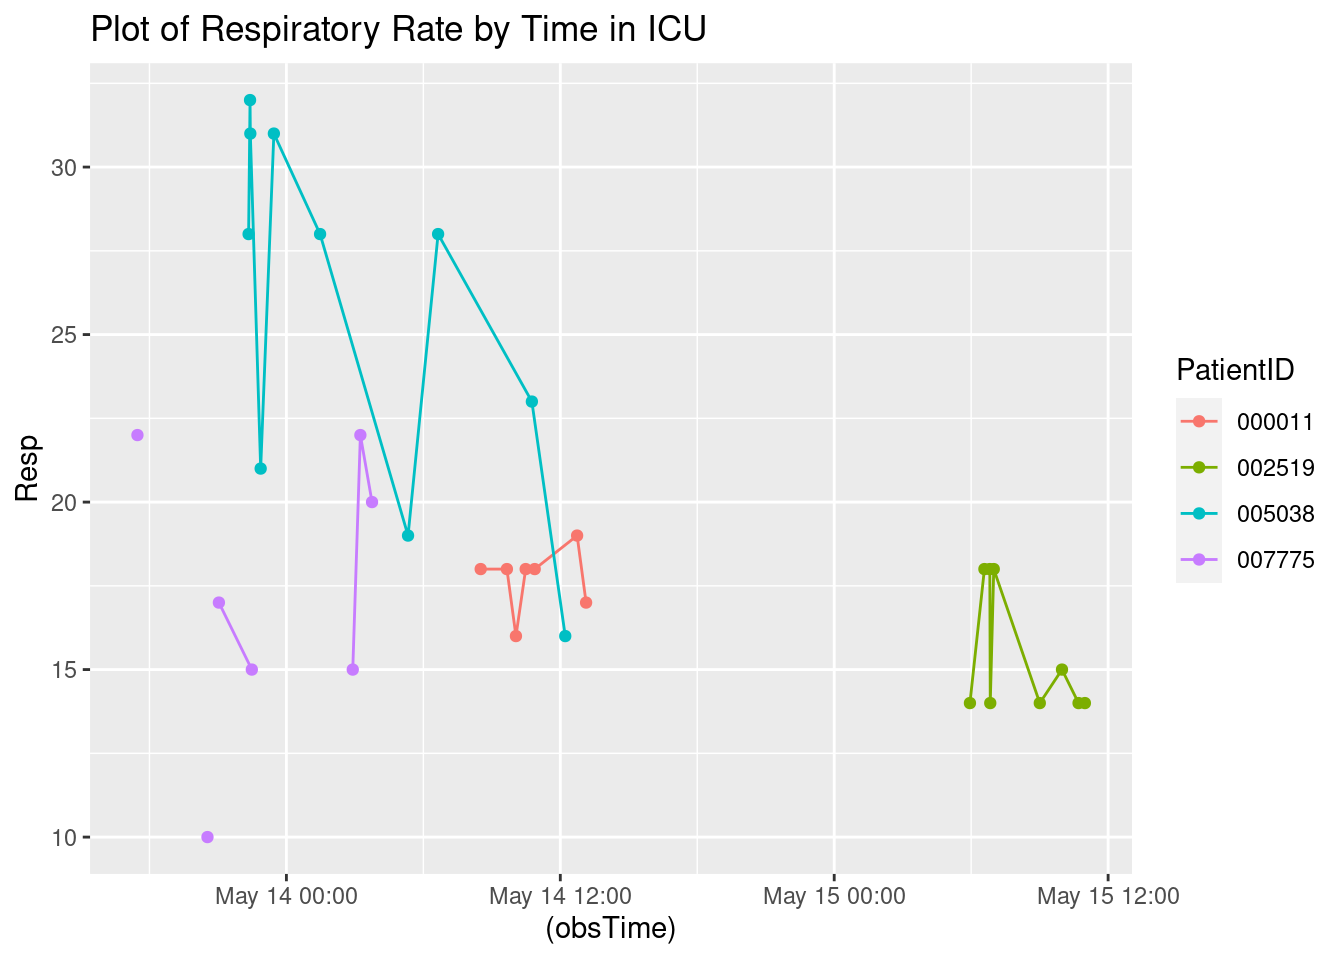 Plot of Respiratory Rate by Time in ICU
30
25
20
15
10
Resp
May 14 00:00
May 14 12:00
May 15 00:00
May 15 12:00
(obsTime)
PatientID
000011
002519
005038
007775